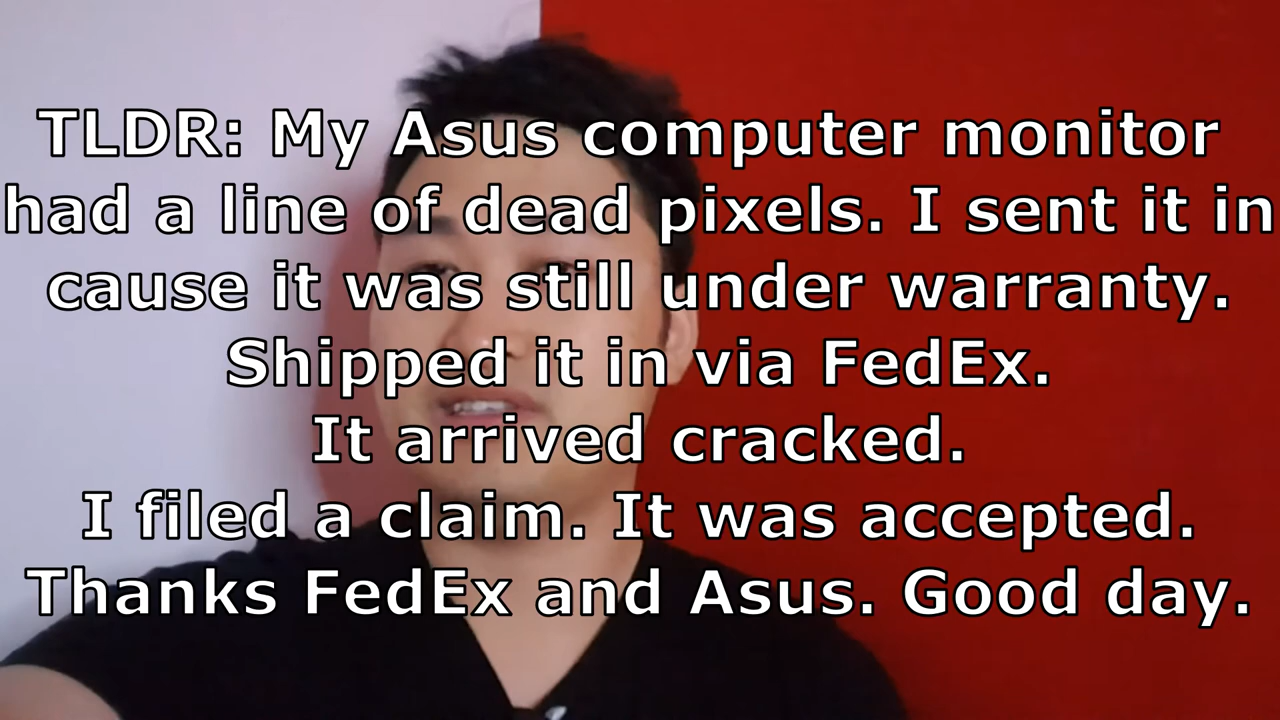 TLDR: My Asus computer monitor
had a line of dead pixels. I sent it in
cause it was still under warranty.
Shipped it in via FedEx.
It arrived cracked.
I filed a claim. It was accepted.
Thanks FedEx and Asus. Good day.